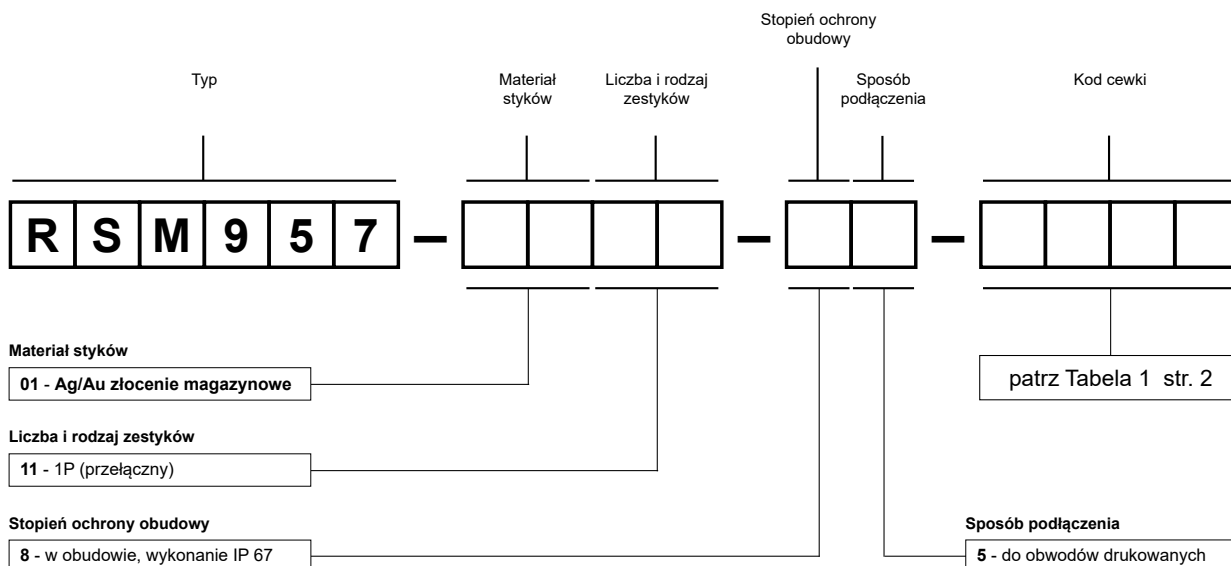 Stopień ochrony
obudowy
Typ
Materiał
styków
Liczba i rodzaj
zestyków
Sposób
podłączenia
Kod cewki
R S M 9 5 7 – – –
Materiał styków
01 - Ag/Au złocenie magazynowe
patrz Tabela 1 str. 2
Liczba i rodzaj zestyków
11 - 1P (przełączny)
Stopień ochrony obudowy
8 - w obudowie, wykonanie IP 67
Sposób podłączenia
5 - do obwodów drukowanych